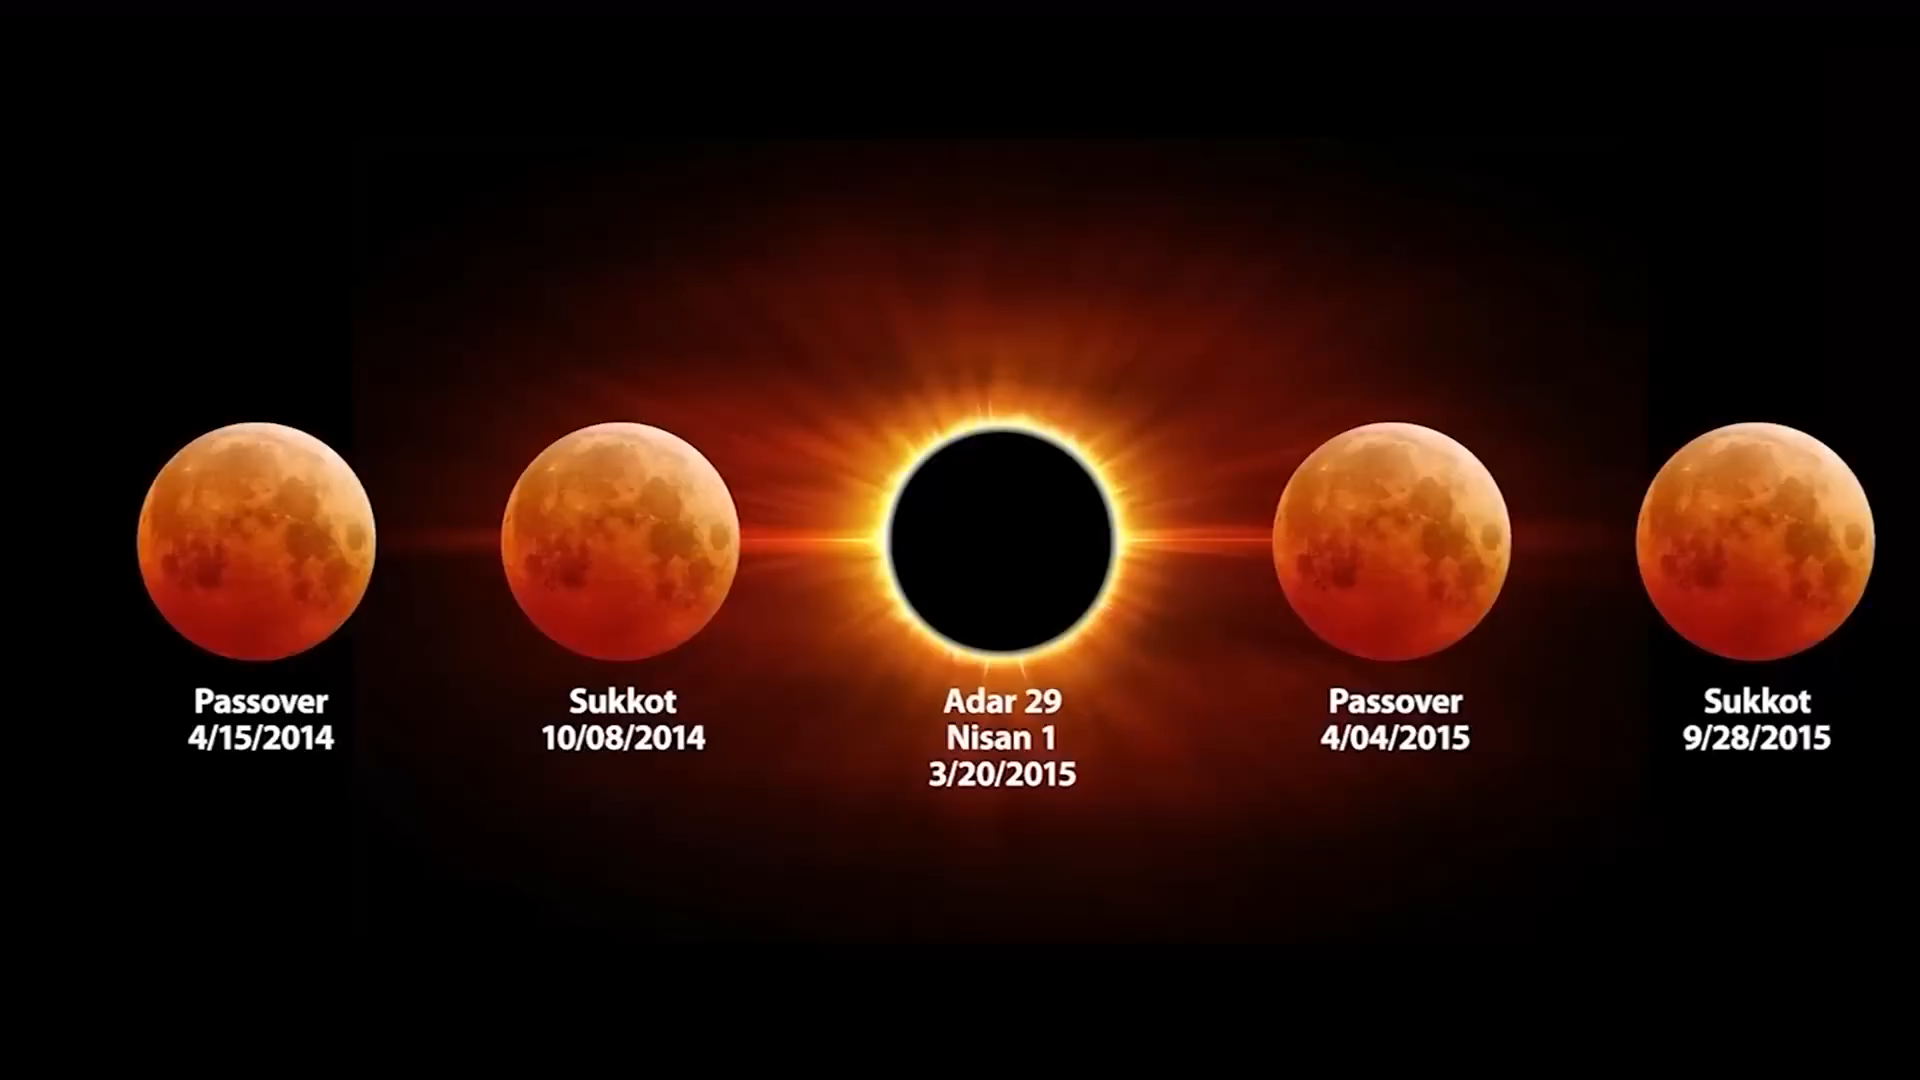 Passover
4/15/2014
Sukkot
10/08/2014
Adar 29
Nisan 1
3/20/2015
Passover
4/04/2015
Sukkot
9/28/2015